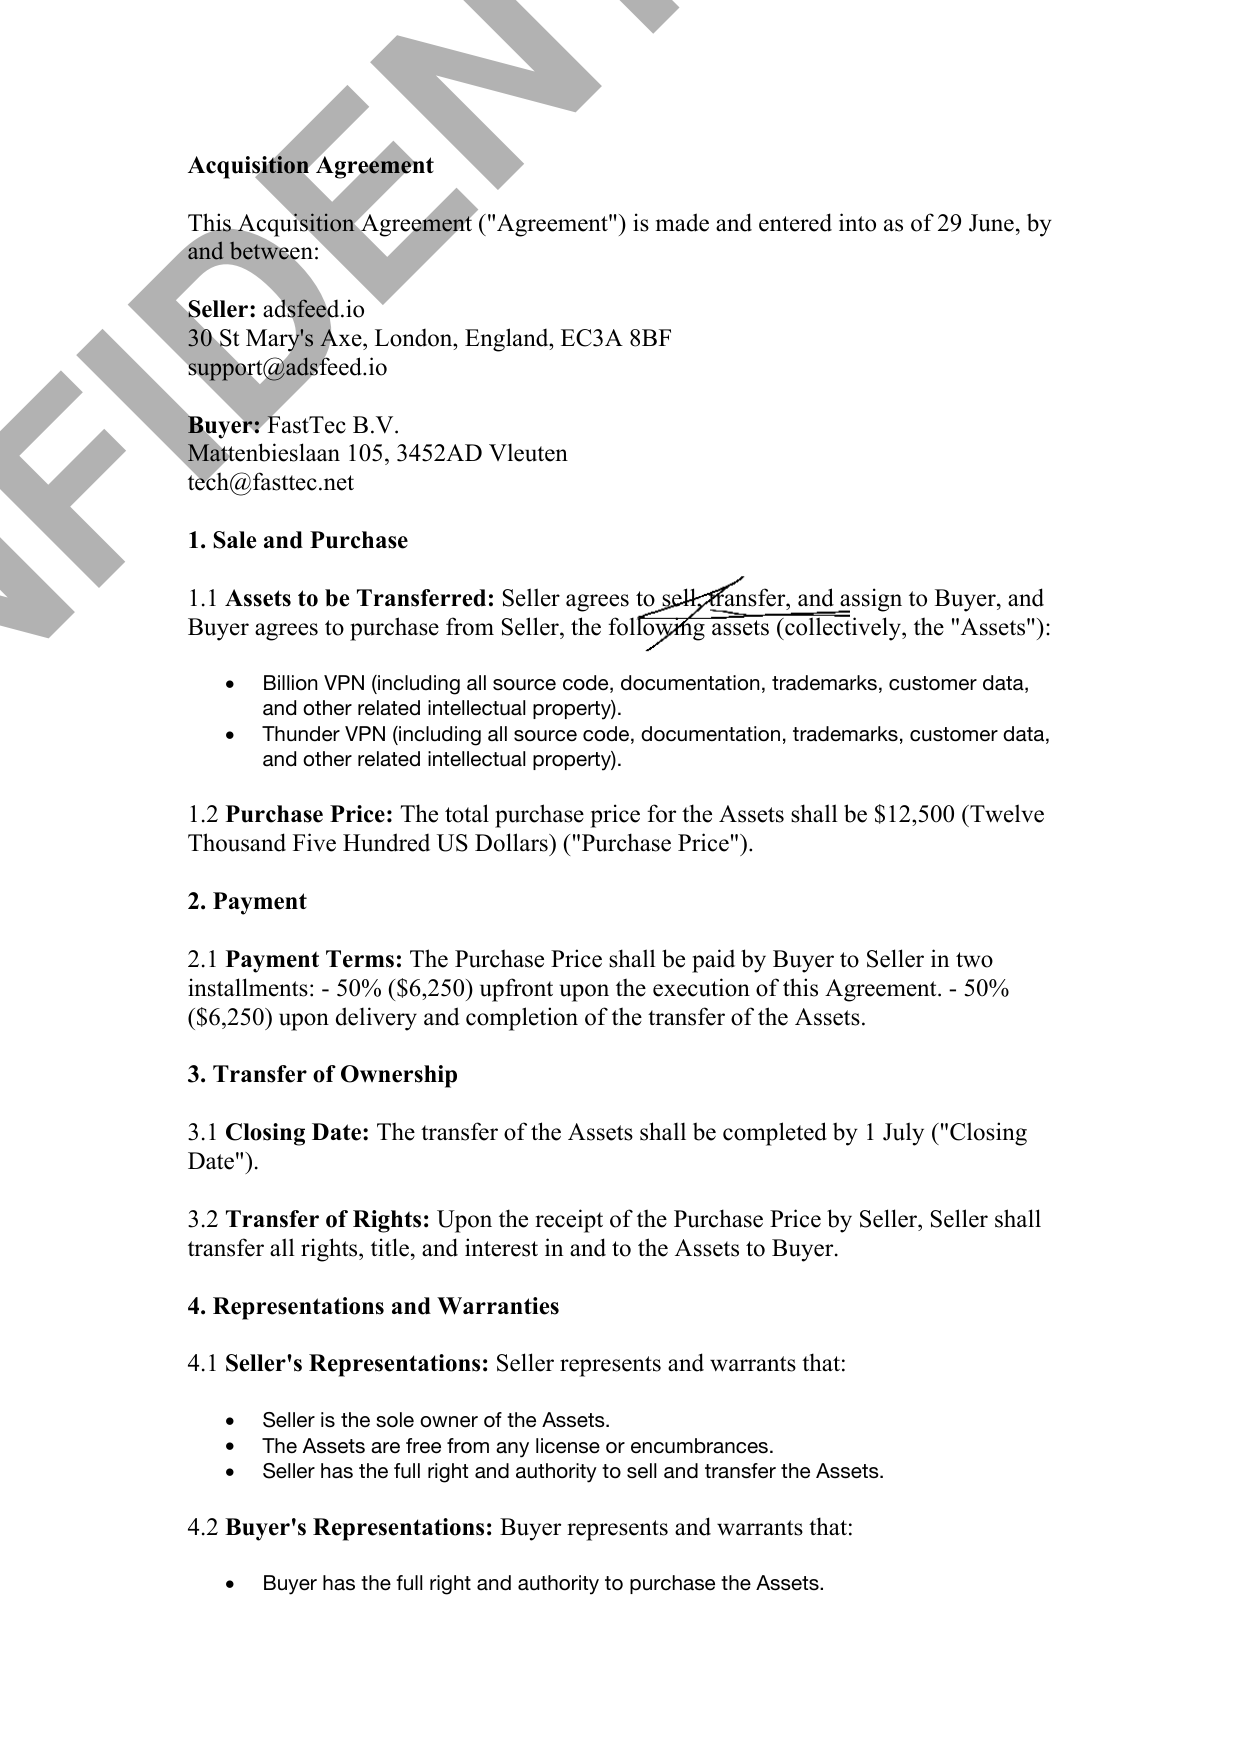 Acquisition Agreement
This Acquisition Agreement ("Agreement") is made and entered into as of 29 June, by
and between:
Seller: adsfeed.io
30 St Mary's Axe, London, England, EC3A 8BF
support@adsfeed.io
Buyer: FastTec B.V.
Mattenbieslaan 105, 3452AD Vleuten
tech@fasttec.net
1. Sale and Purchase
1.1 Assets to be Transferred: Seller agrees to sell, transfer, and assign to Buyer, and
Buyer agrees to purchase from Seller, the following assets (collectively, the "Assets"):
• Billion VPN (including all source code, documentation, trademarks, customer data,
and other related intellectual property).
• Thunder VPN (including all source code, documentation, trademarks, customer data,
and other related intellectual property).
1.2 Purchase Price: The total purchase price for the Assets shall be $12,500 (Twelve
Thousand Five Hundred US Dollars) ("Purchase Price").
2. Payment
2.1 Payment Terms: The Purchase Price shall be paid by Buyer to Seller in two
installments: - 50% ($6,250) upfront upon the execution of this Agreement. - 50%
($6,250) upon delivery and completion of the transfer of the Assets.
3. Transfer of Ownership
3.1 Closing Date: The transfer of the Assets shall be completed by 1 July ("Closing
Date").
3.2 Transfer of Rights: Upon the receipt of the Purchase Price by Seller, Seller shall
transfer all rights, title, and interest in and to the Assets to Buyer.
4. Representations and Warranties
4.1 Seller's Representations: Seller represents and warrants that:
• Seller is the sole owner of the Assets.
• The Assets are free from any license or encumbrances.
• Seller has the full right and authority to sell and transfer the Assets.
4.2 Buyer's Representations: Buyer represents and warrants that:
• Buyer has the full right and authority to purchase the Assets.
NFIDENT